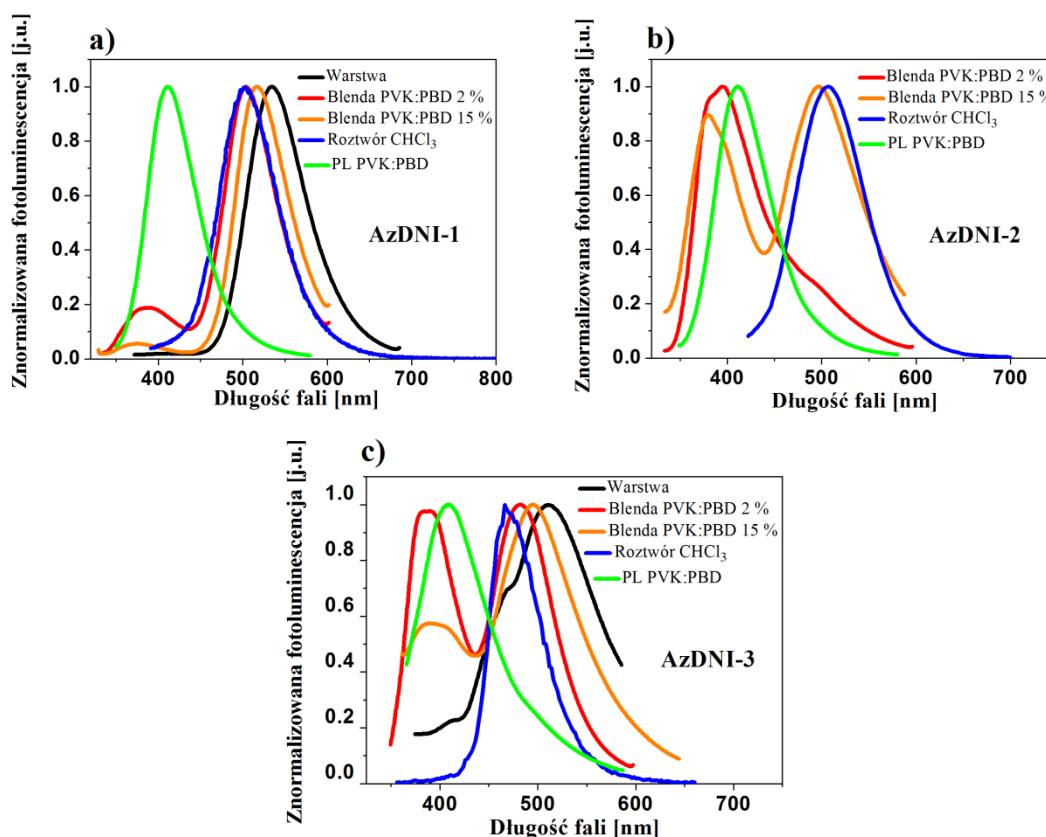 a)
Znormalizowana fotoluminescencja [j.u.]
1.0
0.8
0.6
0.4
0.2
0.0
Warstwa
Blenda PVK:PBD 2 %
Blenda PVK:PBD 15 %
Roztwór CHCl₃
PL PVK:PBD
AzDNI-1
400 500 600 700 800
Długość fali [nm]
b)
Znormalizowana fotoluminescencja [j.u.]
1.0
0.8
0.6
0.4
0.2
0.0
Blenda PVK:PBD 2 %
Blenda PVK:PBD 15 %
Roztwór CHCl₃
PL PVK:PBD
AzDNI-2
400 500 600 700
Długość fali [nm]
c)
Znormalizowana fotoluminescencja [j.u.]
1.0
0.8
0.6
0.4
0.2
0.0
Warstwa
Blenda PVK:PBD 2 %
Blenda PVK:PBD 15 %
Roztwór CHCl₃
PL PVK:PBD
AzDNI-3
400 500 600 700
Długość fali [nm]